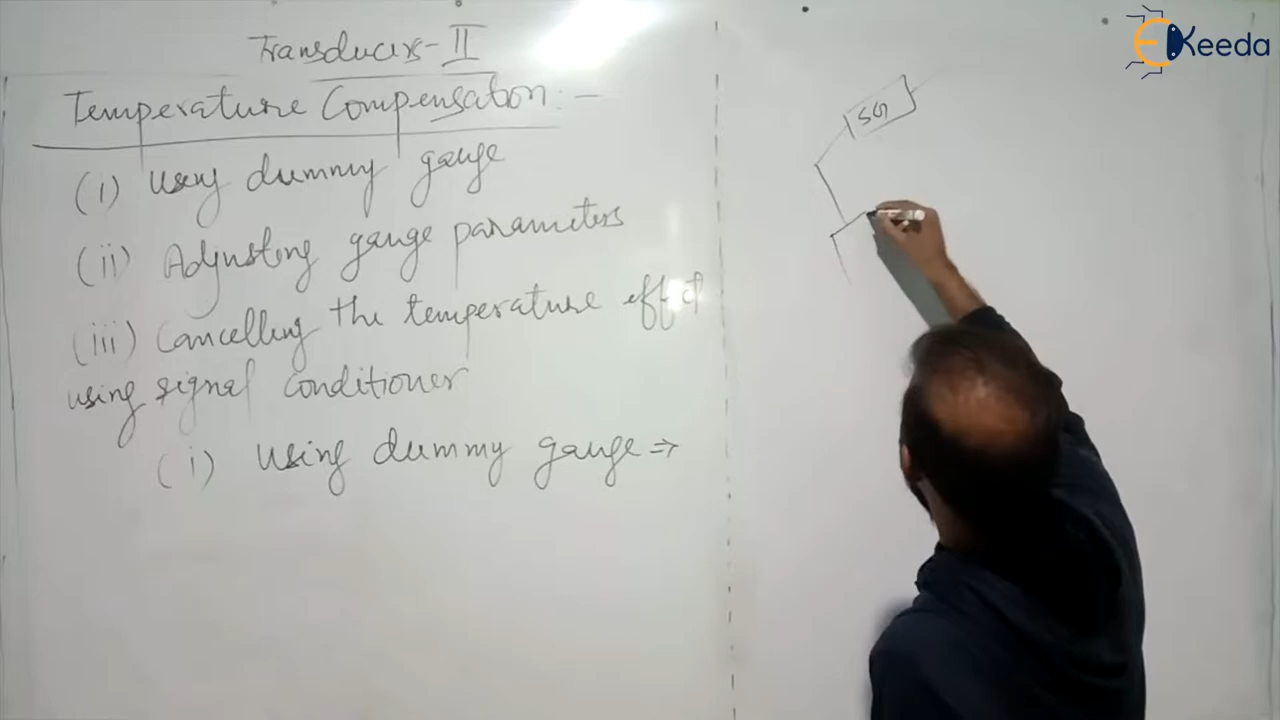 Transducers-II
Temperature Compensation:-
(i) Using dummy gauge
(ii) Adjusting gauge parameters
(iii) Cancelling the temperature effect
using signal conditioner
(i) Using dummy gauge ⇒
SG
EKeeda